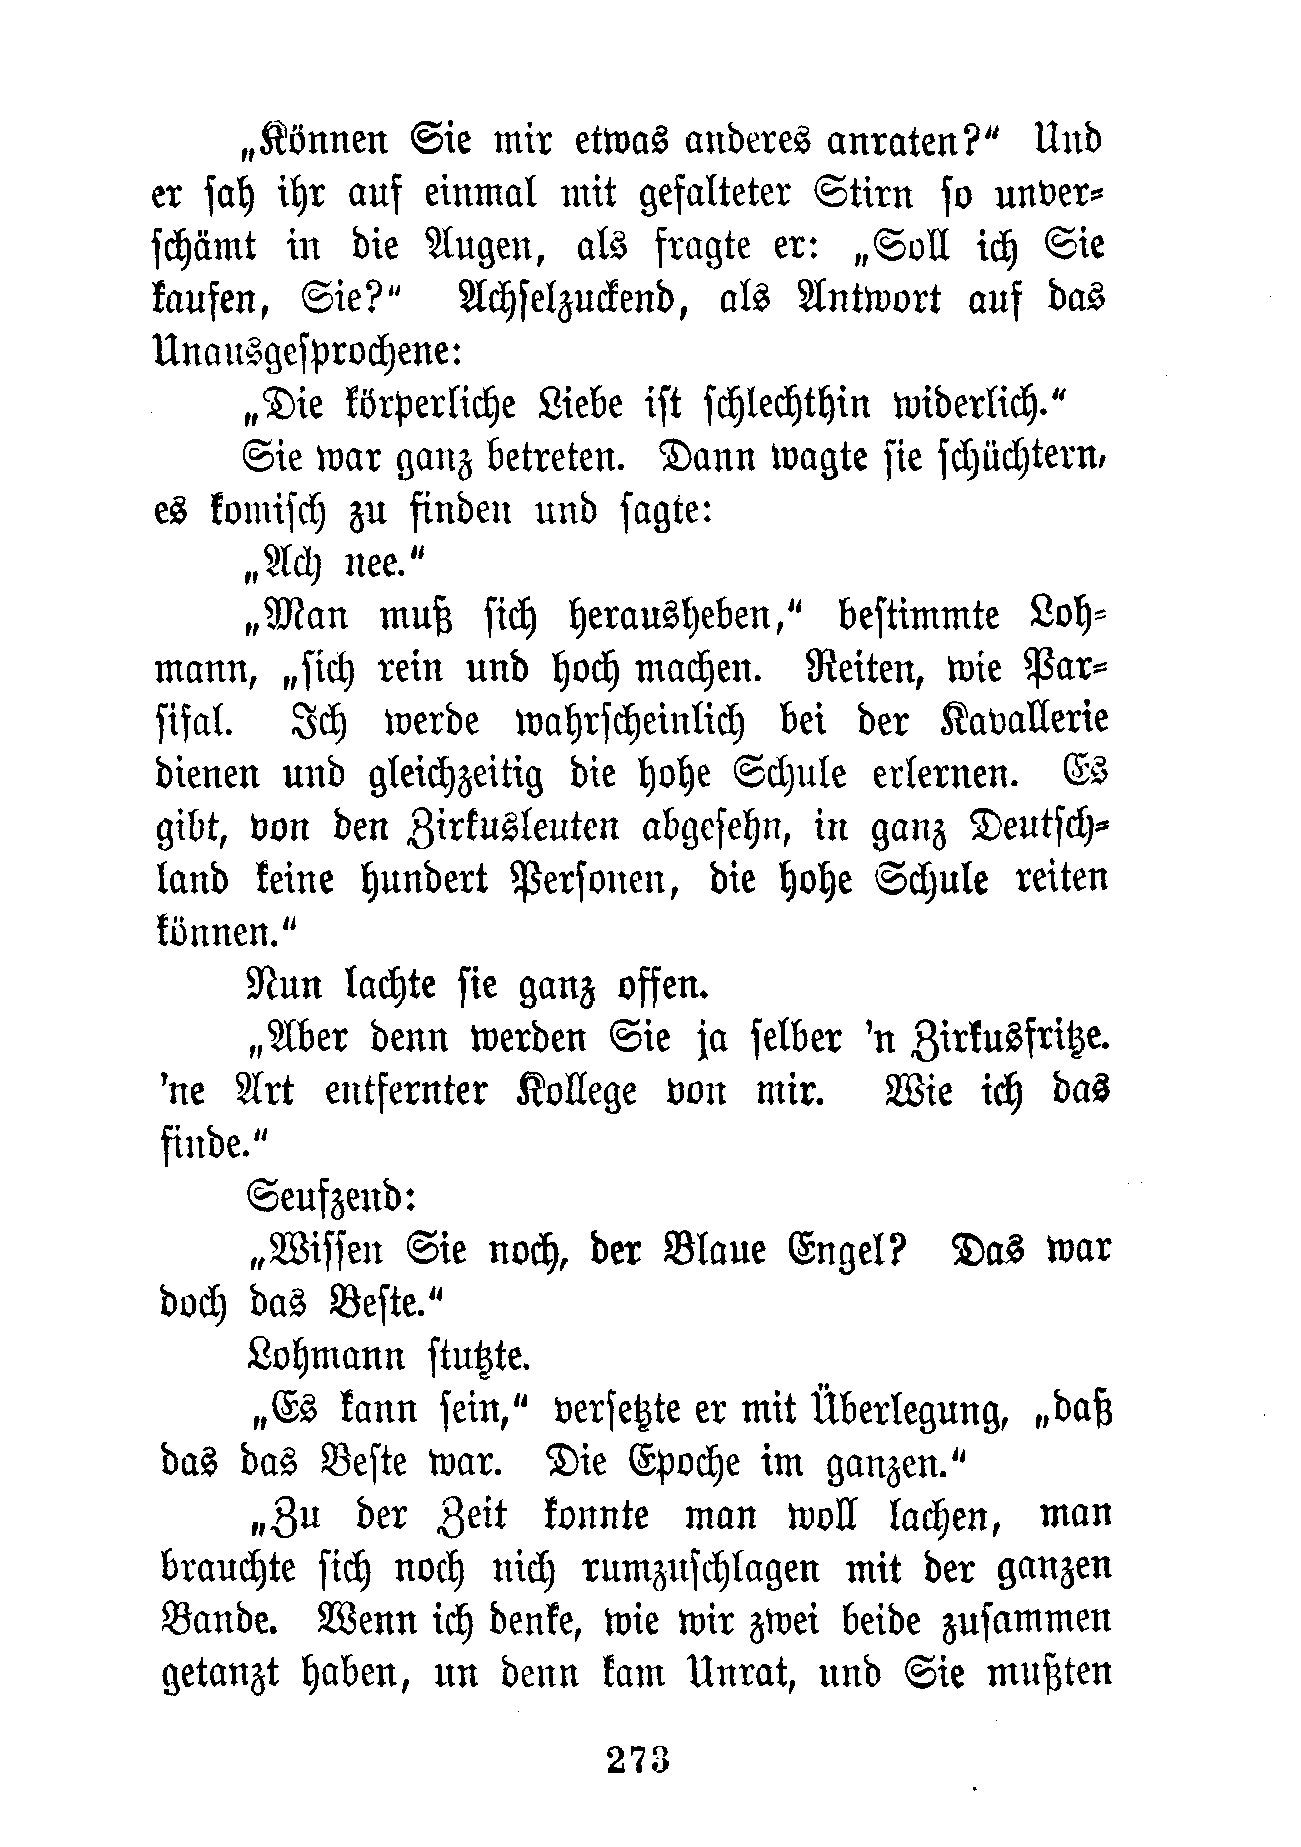 „Können Sie mir etwas anderes anraten?“ Und
er sah ihr auf einmal mit gefalteter Stirn so unver-
schämt in die Augen, als fragte er: „Soll ich Sie
kaufen, Sie?“ Achselzuckend, als Antwort auf das
Unausgesprochene:
„Die körperliche Liebe ist schlechthin widerlich.“
Sie war ganz betreten. Dann wagte sie schüchtern,
es komisch zu finden und sagte:
„Ach nee.“
„Man muß sich herausheben,“ bestimmte Loh-
mann, „sich rein und hoch machen. Reiten, wie Par-
sifal. Ich werde wahrscheinlich bei der Kavallerie
dienen und gleichzeitig die hohe Schule erlernen. Es
gibt, von den Zirkusleuten abgesehn, in ganz Deutsch-
land keine hundert Personen, die hohe Schule reiten
können.“
Nun lachte sie ganz offen.
„Aber denn werden Sie ja selber 'n Zirkusfritze.
'ne Art entfernter Kollege von mir. Wie ich das
finde.“
Seufzend:
„Wissen Sie noch, der Blaue Engel? Das war
doch das Beste.“
Lohmann stutzte.
„Es kann sein,“ versetzte er mit Überlegung, „daß
das das Beste war. Die Epoche im ganzen.“
„Zu der Zeit konnte man woll lachen, man
brauchte sich noch nich rumzuschlagen mit der ganzen
Bande. Wenn ich denke, wie wir zwei beide zusammen
getanzt haben, un denn kam Unrat, und Sie mußten
273